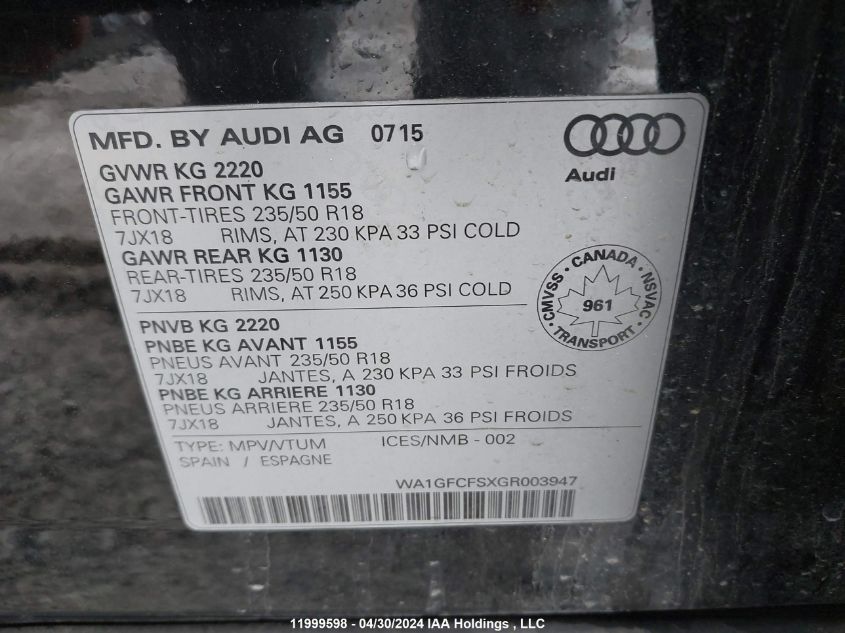 MFD. BY AUDI AG 0715
Audi
GVWR KG 2220
GAWR FRONT KG 1155
FRONT-TIRES 235/50 R18
7JX18 RIMS, AT 230 KPA 33 PSI COLD
GAWR REAR KG 1130
REAR-TIRES 235/50 R18
7JX18 RIMS, AT 250 KPA 36 PSI COLD
CMVSS • CANADA • NSVAC
961
• TRANSPORT •
PNVB KG 2220
PNBE KG AVANT 1155
PNEUS AVANT 235/50 R18
7JX18 JANTES, A 230 KPA 33 PSI FROIDS
PNBE KG ARRIERE 1130
PNEUS ARRIERE 235/50 R18
7JX18 JANTES, A 250 KPA 36 PSI FROIDS
TYPE: MPV/VTUM ICES/NMB - 002
SPAIN / ESPAGNE
WA1GFCFSXGR003947
11999598 - 04/30/2024 IAA Holdings , LLC